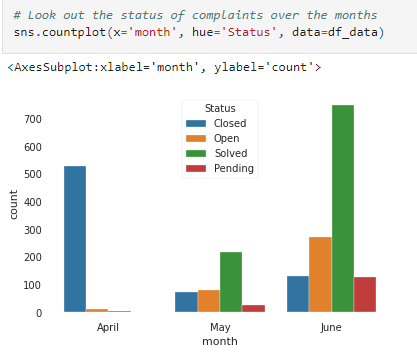 # Look out the status of complaints over the months
sns.countplot(x='month', hue='Status', data=df_data)
<AxesSubplot:xlabel='month', ylabel='count'>
Status
Closed
Open
Solved
Pending
700
600
500
400
300
200
100
0
count
April May June
month